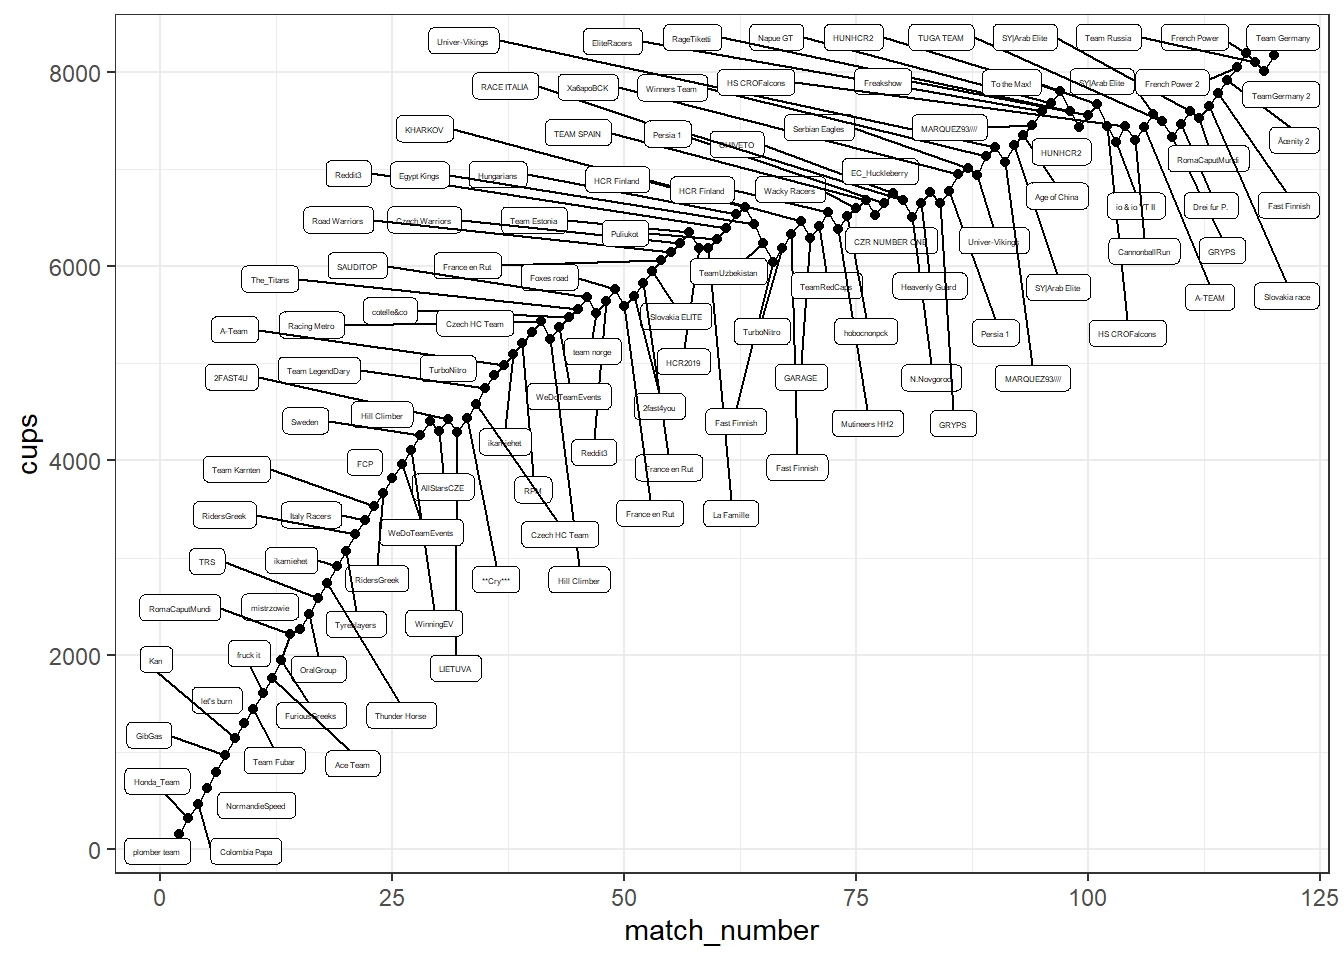 Univer-Vikings
EliteRacers
RageTiketti
Napue GT
HUNHCR2
TUGA TEAM
SY|Arab Elite
Team Russia
French Power
Team Germany
8000
RACE ITALIA
ХабароВСК
Winners Team
HS CROFalcons
Freakshow
To the Max!
SY|Arab Elite
French Power 2
TeamGermany 2
KHARKOV
TEAM SPAIN
Persia 1
Serbian Eagles
MARQUEZ93////
HUNHCR2
RomaCaputMundi
Reddit3
Egypt Kings
Hungarians
HCR Finland
HCR Finland
Wacky Racers
EC_Huckleberry
Age of China
io & io YT II
Drei fur P.
Fast Finnish
Road Warriors
Czech Warriors
Team Estonia
Puliukot
CZR NUMBER ONE
Univer-Vikings
CannonballRun
GRYPS
6000
The_Titans
SAUDITOP
France en Rut
Foxes road
TeamUzbekistan
TeamRedCaps
Heavenly Guard
SY|Arab Elite
A-TEAM
Slovakia race
A-Team
Racing Metro
cotelle&co
Czech HC Team
team norge
Slovakia ELITE
TurboNitro
hobocnonpck
Persia 1
HS CROFalcons
2FAST4U
Team LegendDary
TurboNitro
WeDoTeamEvents
HCR2019
GARAGE
N.Novgorod
MARQUEZ93////
Sweden
Hill Climber
ikamiehet
Reddit3
2fast4you
Fast Finnish
Mutineers HH2
GRYPS
4000
Team Karnten
FCP
AllStarsCZE
RPM
France en Rut
Fast Finnish
RidersGreek
Italy Racers
WeDoTeamEvents
Czech HC Team
France en Rut
La Famille
TRS
ikamiehet
RidersGreek
**Cry***
Hill Climber
RomaCaputMundi
mistrzowie
Tyreslayers
WinningEV
2000
Kan
fruck it
OralGroup
LIETUVA
let's burn
FuriousGreeks
Thunder Horse
GibGas
Team Fubar
Ace Team
Honda_Team
NormandieSpeed
plomber team
Colombia Papa
0
0
25
50
75
100
125
match_number
cups